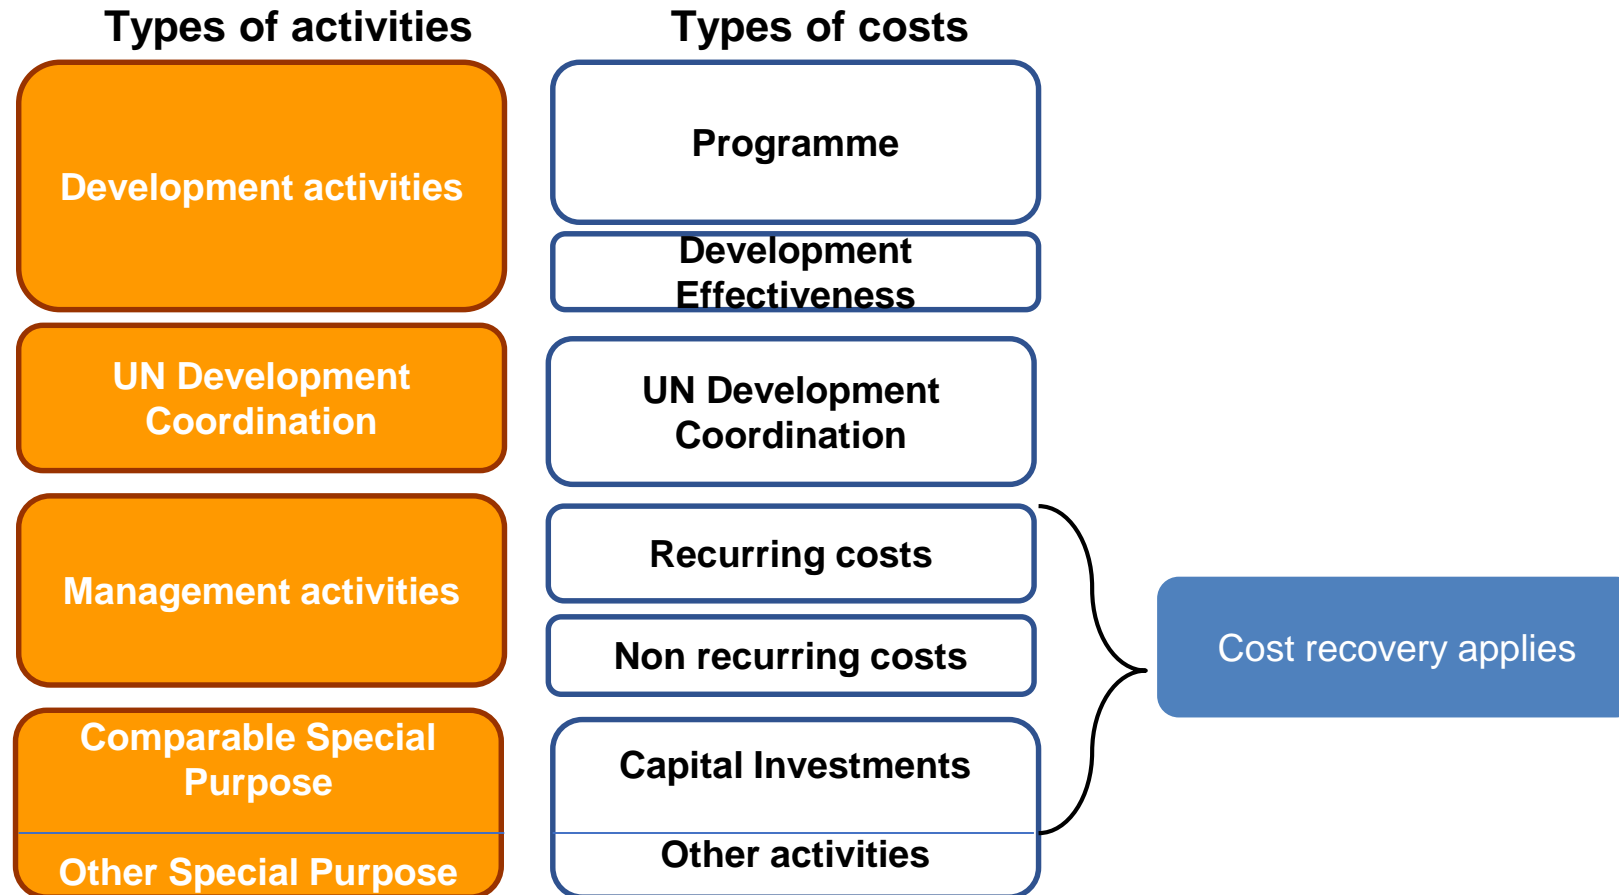 Types of activities
Types of costs
Development activities
Programme
Development
Effectiveness
UN Development
Coordination
UN Development
Coordination
Management activities
Recurring costs
Non recurring costs
Cost recovery applies
Comparable Special
Purpose
Other Special Purpose
Capital Investments
Other activities